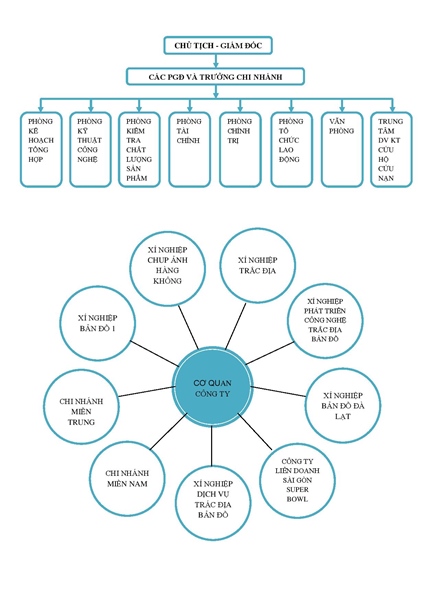 CHỦ TỊCH - GIÁM ĐỐC
CÁC PGĐ VÀ TRƯỞNG CHI NHÁNH
PHÒNG
KẾ
HOẠCH
TỔNG
HỢP
PHÒNG
KỸ
THUẬT
CÔNG
NGHỆ
PHÒNG
KIỂM
TRA
CHẤT
LƯỢNG
SẢN
PHẨM
PHÒNG
TÀI
CHÍNH
PHÒNG
CHÍNH
TRỊ
PHÒNG
TỔ
CHỨC
LAO
ĐỘNG
VĂN
PHÒNG
TRUNG
TÂM
DV KT
CỨU
HỘ
CỨU
NẠN
XÍ NGHIỆP
CHỤP ẢNH
HÀNG
KHÔNG
XÍ NGHIỆP
TRẮC ĐỊA
XÍ NGHIỆP
PHÁT TRIỂN
CÔNG NGHỆ
TRẮC ĐỊA
BẢN ĐỒ
XÍ NGHIỆP
BẢN ĐỒ 1
CƠ QUAN
CÔNG TY
XÍ NGHIỆP
BẢN ĐỒ ĐÀ
LẠT
CHI NHÁNH
MIỀN
TRUNG
CHI NHÁNH
MIỀN NAM
XÍ NGHIỆP
DỊCH VỤ
TRẮC ĐỊA
BẢN ĐỒ
CÔNG TY
LIÊN DOANH
SÀI GÒN
SUPER
BOWL